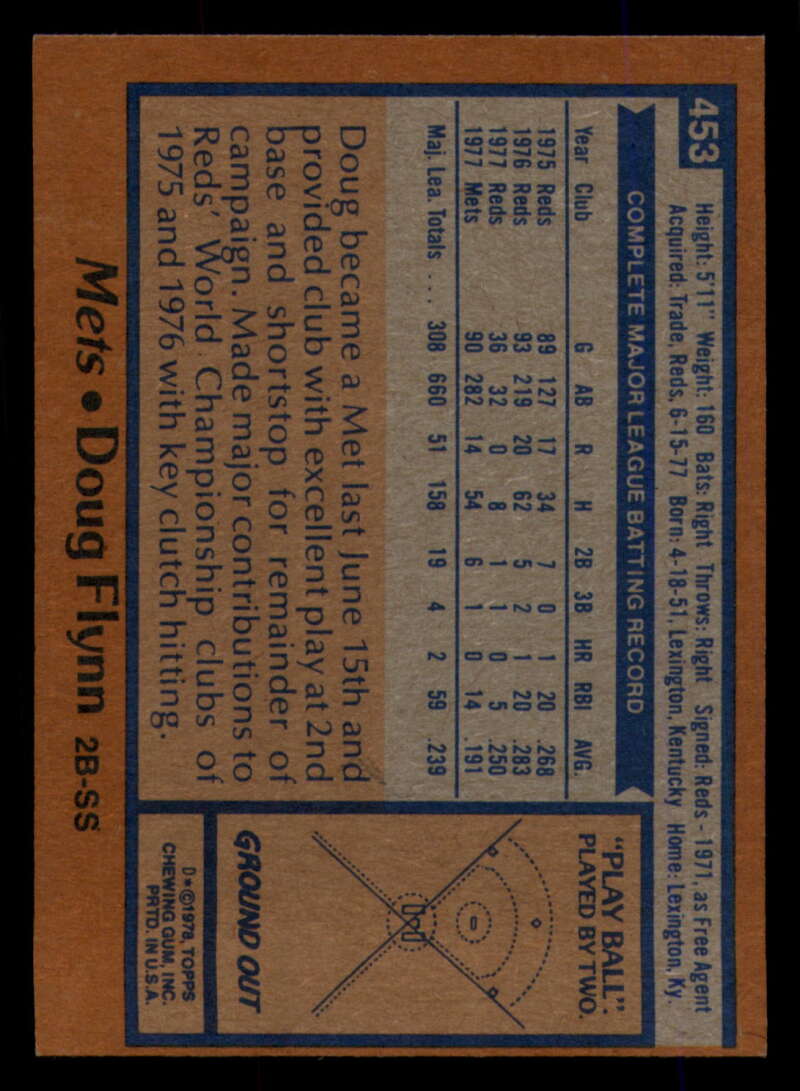 453
Height: 5'11" Weight: 160 Bats: Right Throws: Right Signed: Reds - 1971, as Free Agent
Acquired: Trade, Reds, 6-15-77 Born: 4-18-51, Lexington, Kentucky Home: Lexington, Ky
COMPLETE MAJOR LEAGUE BATTING RECORD
Year Club G AB R H 2B 3B HR RBI AVG.
1975 Reds 89 127 17 34 7 0 1 20 .268
1976 Reds 93 219 20 62 5 2 1 20 .283
1977 Reds 36 32 0 8 1 1 0 5 .250
1977 Mets 90 282 14 54 6 1 0 14 .191
Maj. Lea. Totals ... 308 660 51 158 19 4 2 59 .239
Doug became a Met last June 15th and
provided club with excellent play at 2nd
base and shortstop for remainder of
campaign. Made major contributions to
Reds' World Championship clubs of
1975 and 1976 with key clutch hitting.
"PLAY BALL":
PLAYED BY TWO.
GROUND OUT
D*©1978, TOPPS
CHEWING GUM, INC.
PRTD. IN U.S.A.
Mets • Doug Flynn 2B-SS